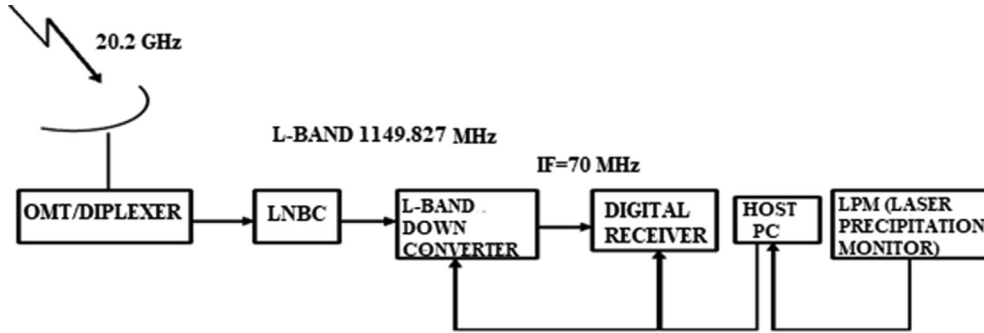 20.2 GHz
L-BAND 1149.827 MHz
IF=70 MHz
OMT/DIPLEXER
LNBC
L-BAND
DOWN
CONVERTER
DIGITAL
RECEIVER
HOST
PC
LPM (LASER
PRECIPITATION
MONITOR)